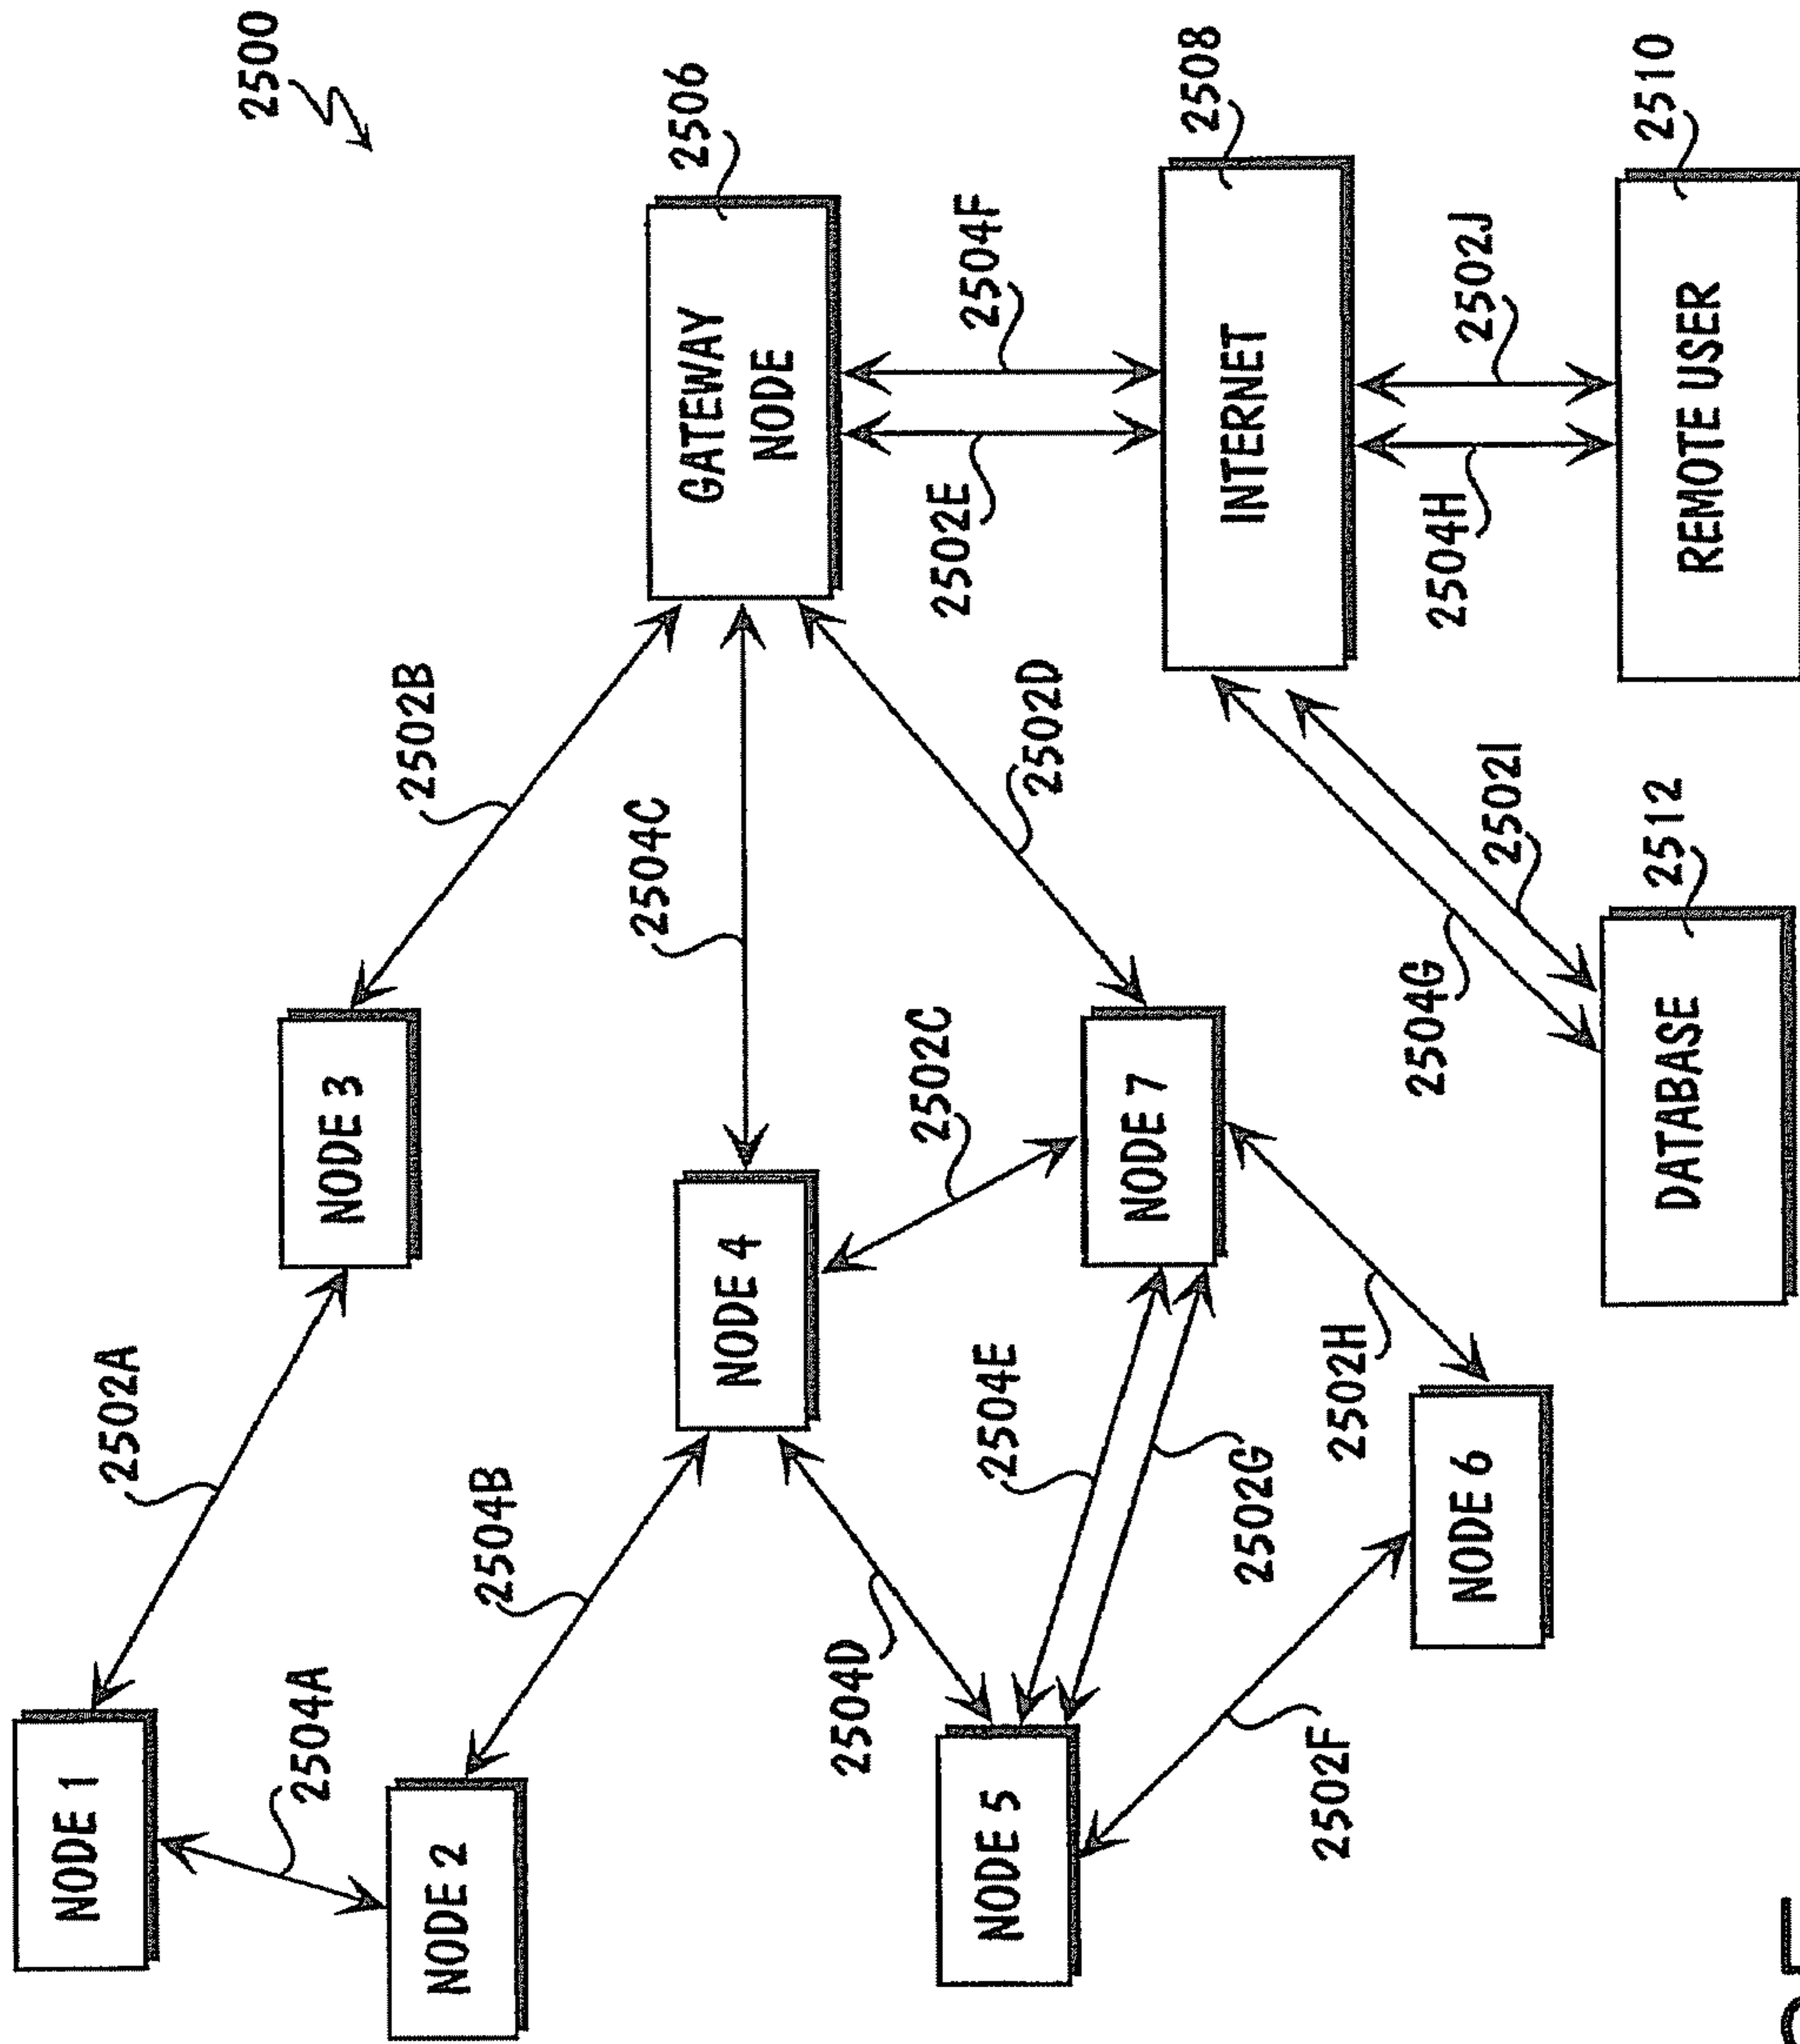 2500
NODE 1
2502A
NODE 3
2502B
2504A
NODE 2
2504B
NODE 4
2504C
GATEWAY
NODE
2506
2504D
2502C
2502D
2502E
2504F
NODE 5
2504E
2502G
NODE 7
INTERNET
2508
2502F
NODE 6
2502H
2504G
2502I
2504H
2502J
DATABASE
2512
REMOTE USER
2510